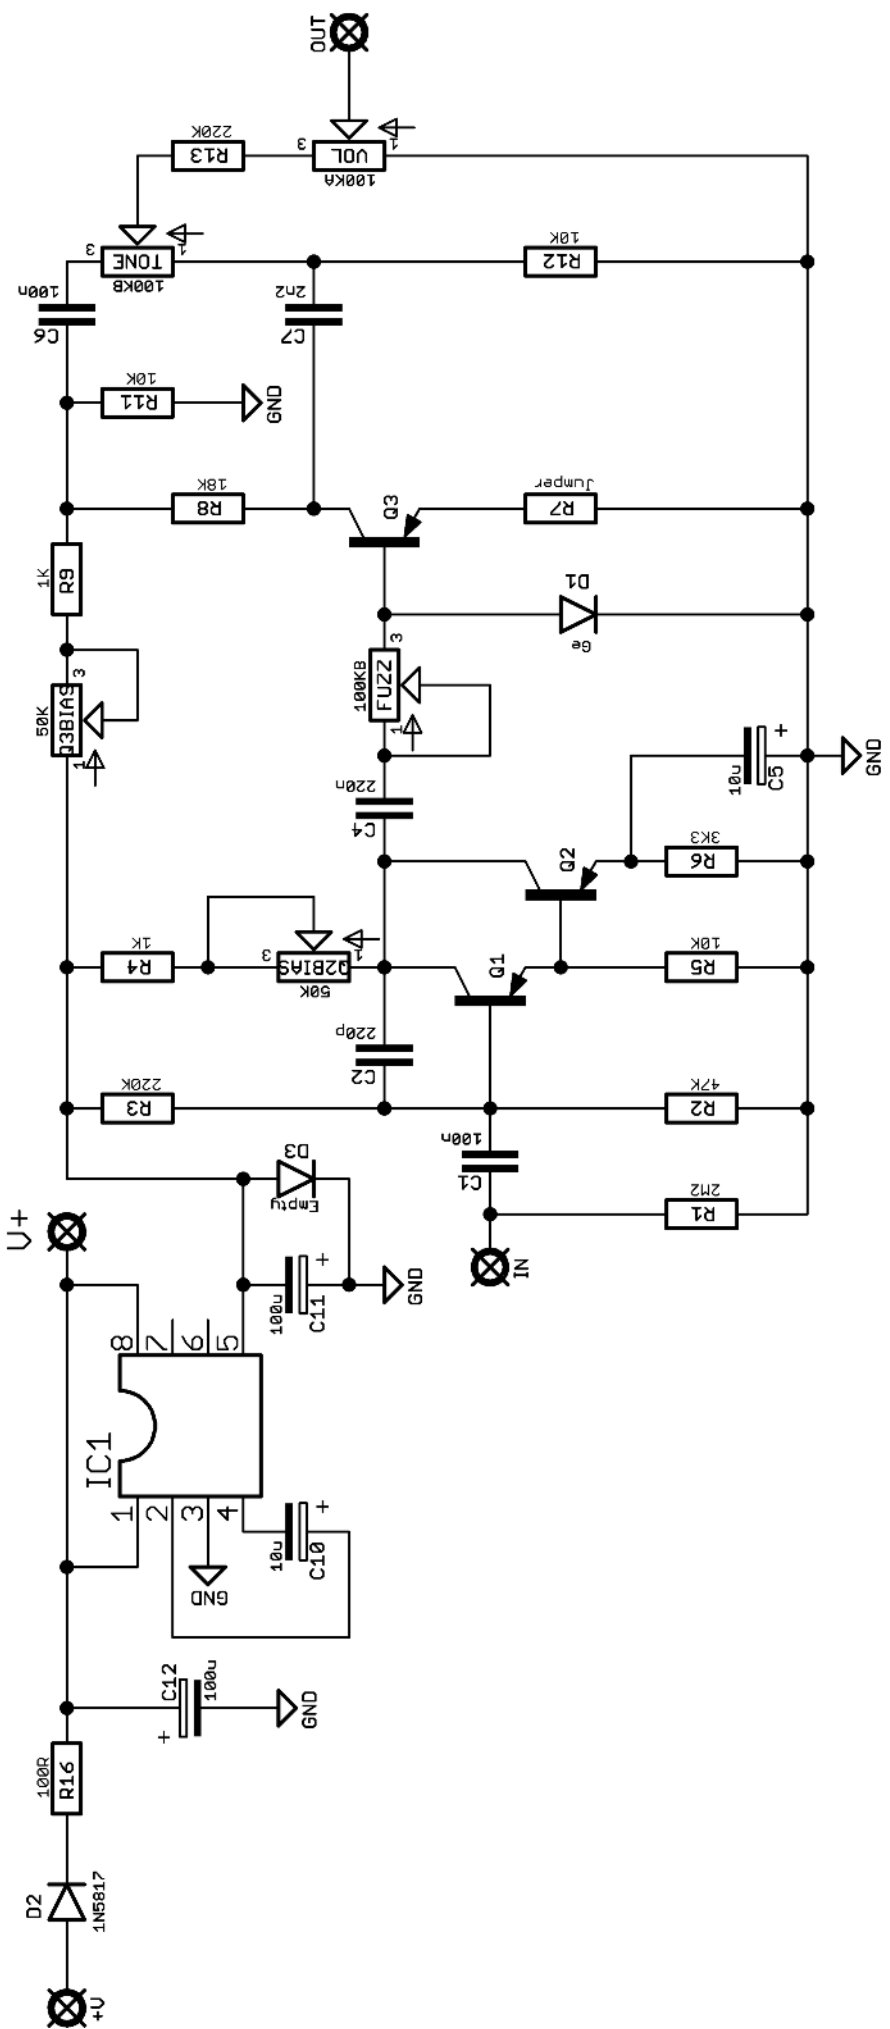 OUT
220K
R13
3
VOL
1
100KA
3
TONE
1
100KB
100n
C6
2n2
C7
10K
R12
10K
R11
GND
18K
R8
Q3
Jumper
R7
1K
R9
D1
Ge
3
50K
Q3BIAS
1
3
100KB
FUZZ
1
220n
C4
10u
C5
+
GND
1K
R4
3
Q2BIAS
1
50K
Q2
3K3
R6
Q1
10K
R5
220p
C2
220K
R3
47K
R2
100n
C1
2M2
R1
D3
Empty
V+
IN
100u
C11
+
GND
8
7
6
5
IC1
1
2
3
4
10u
C10
+
GND
C12
100u
+
GND
100R
R16
D2
1N5817
+V